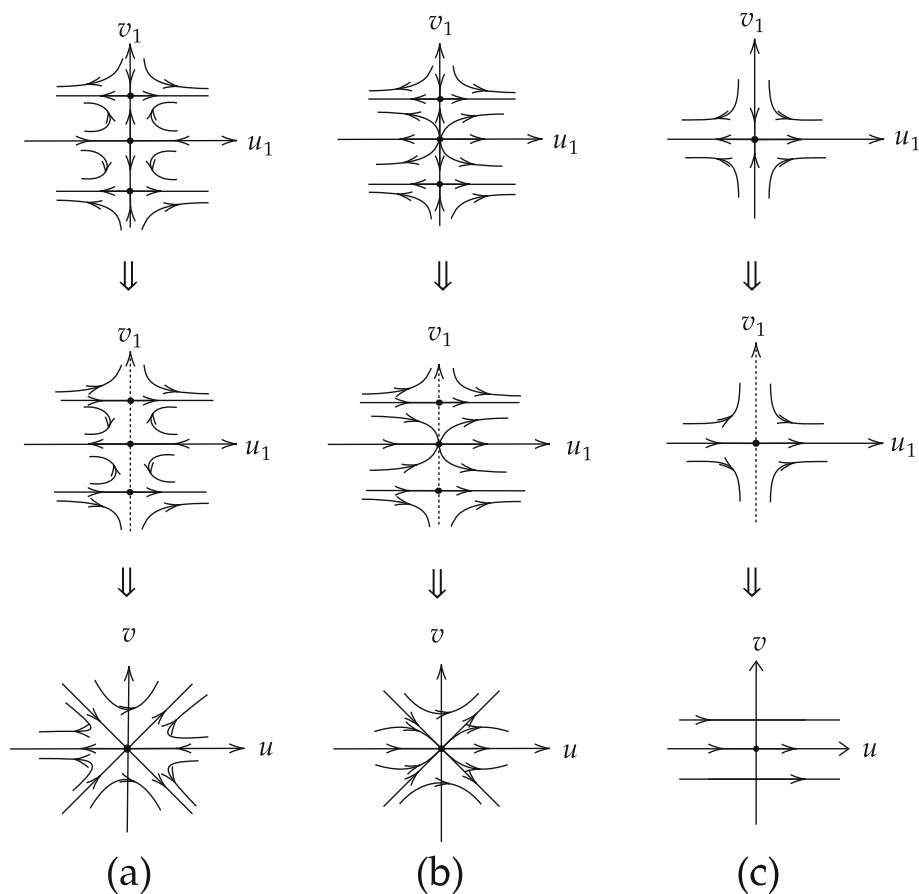 v₁ v₁ v₁
u₁ u₁ u₁
⇓ ⇓ ⇓
v₁ v₁ v₁
u₁ u₁ u₁
⇓ ⇓ ⇓
v v v
u u u
(a) (b) (c)